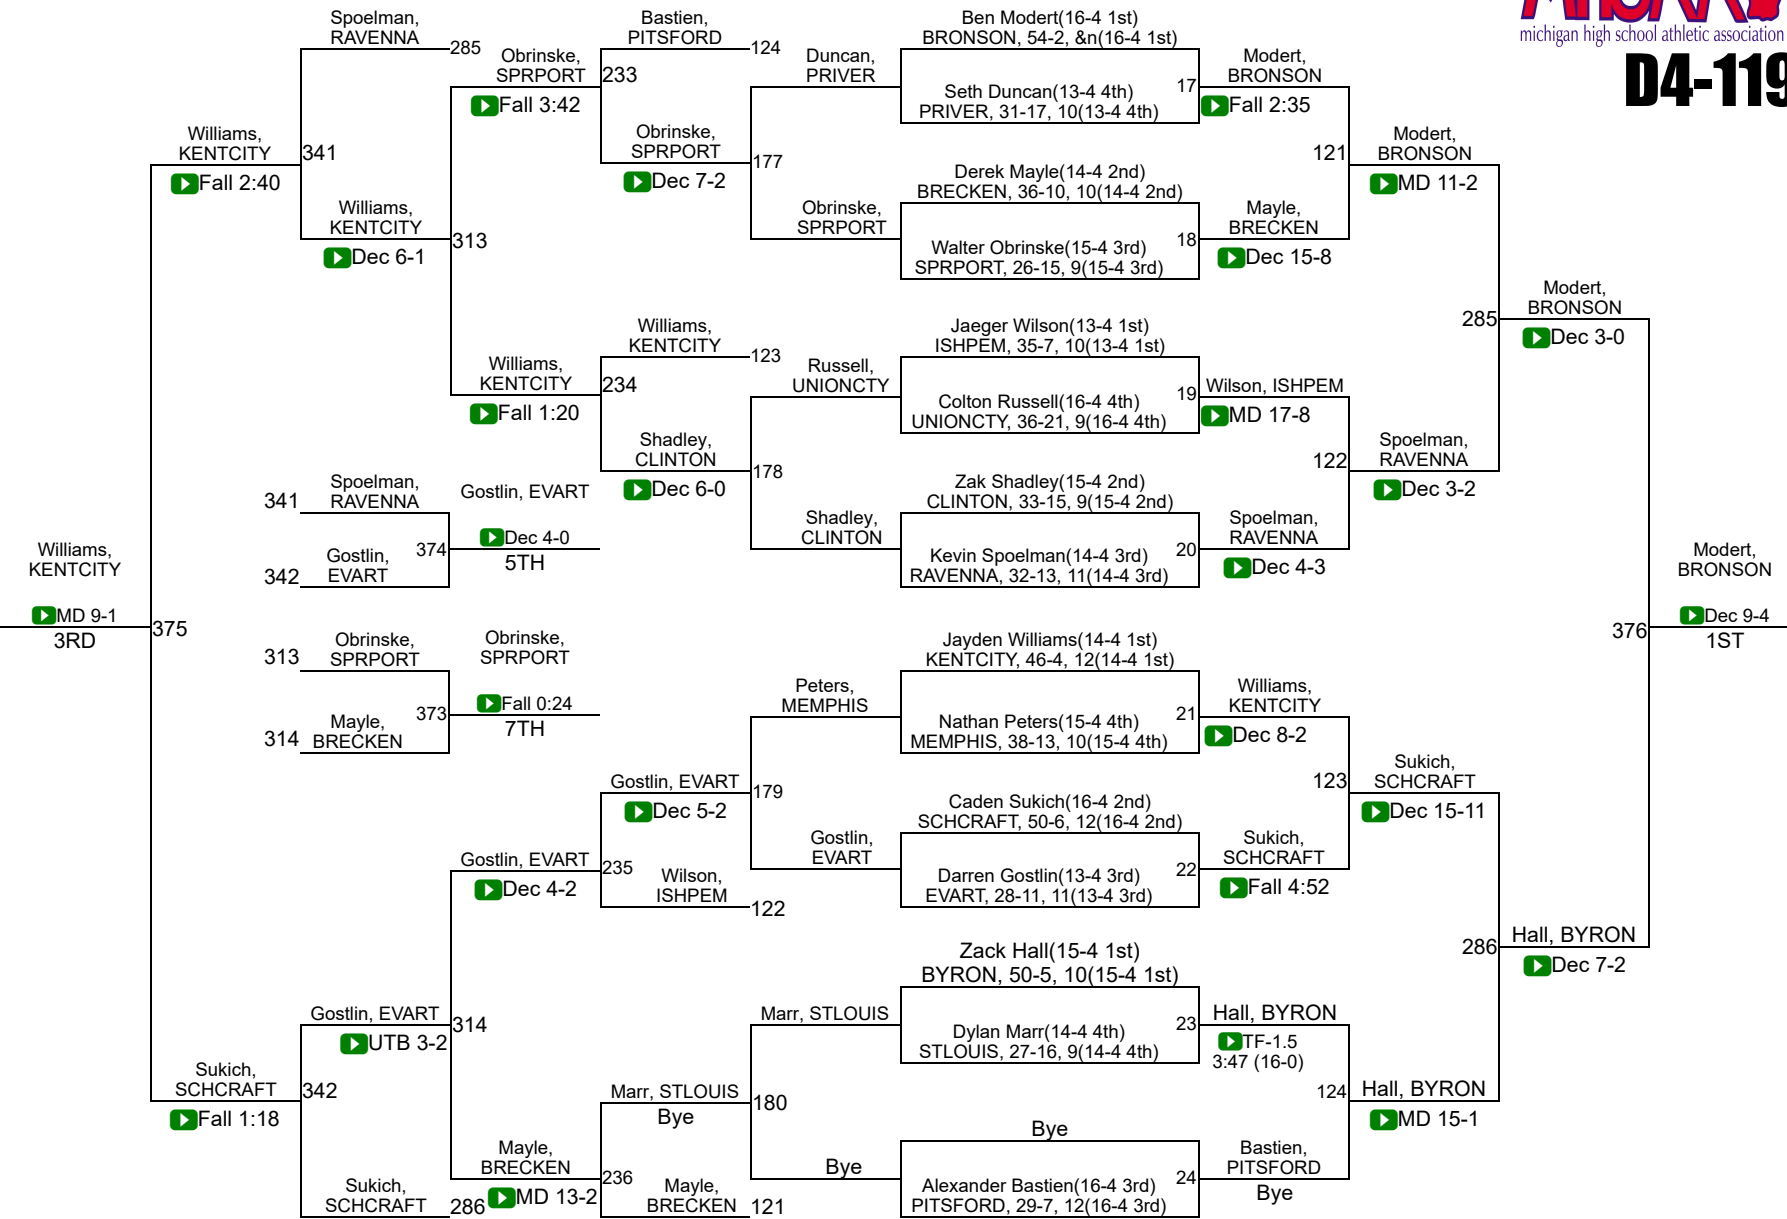 michigan high school athletic association
D4-119
Spoelman,
RAVENNA
285
Williams,
KENTCITY
Fall 2:40
341
Williams,
KENTCITY
Dec 6-1
Obrinske,
SPRPORT
Fall 3:42
313
Williams,
KENTCITY
Fall 1:20
Bastien,
PITSFORD
124
233
Obrinske,
SPRPORT
Dec 7-2
Duncan,
PRIVER
177
Obrinske,
SPRPORT
Williams,
KENTCITY
123
234
Shadley,
CLINTON
Dec 6-0
Russell,
UNIONCTY
178
Shadley,
CLINTON
Ben Modert(16-4 1st)
BRONSON, 54-2, &n(16-4 1st)
Seth Duncan(13-4 4th)
PRIVER, 31-17, 10(13-4 4th)
17
Modert,
BRONSON
Fall 2:35
Derek Mayle(14-4 2nd)
BRECKEN, 36-10, 10(14-4 2nd)
Walter Obrinske(15-4 3rd)
SPRPORT, 26-15, 9(15-4 3rd)
18
Mayle,
BRECKEN
Dec 15-8
121
Modert,
BRONSON
MD 11-2
Jaeger Wilson(13-4 1st)
ISHPEM, 35-7, 10(13-4 1st)
Colton Russell(16-4 4th)
UNIONCTY, 36-21, 9(16-4 4th)
19
Wilson, ISHPEM
MD 17-8
Zak Shadley(15-4 2nd)
CLINTON, 33-15, 9(15-4 2nd)
Kevin Spoelman(14-4 3rd)
RAVENNA, 32-13, 11(14-4 3rd)
20
Spoelman,
RAVENNA
Dec 4-3
122
Spoelman,
RAVENNA
Dec 3-2
285
Modert,
BRONSON
Dec 3-0
341
Spoelman,
RAVENNA
342
Gostlin,
EVART
374
Gostlin, EVART
Dec 4-0
5TH
Williams,
KENTCITY
MD 9-1
3RD
375
313
Obrinske,
SPRPORT
314
Mayle,
BRECKEN
373
Obrinske,
SPRPORT
Fall 0:24
7TH
Modert,
BRONSON
Dec 9-4
1ST
376
Jayden Williams(14-4 1st)
KENTCITY, 46-4, 12(14-4 1st)
Nathan Peters(15-4 4th)
MEMPHIS, 38-13, 10(15-4 4th)
21
Williams,
KENTCITY
Dec 8-2
Caden Sukich(16-4 2nd)
SCHCRAFT, 50-6, 12(16-4 2nd)
Darren Gostlin(13-4 3rd)
EVART, 28-11, 11(13-4 3rd)
22
Sukich,
SCHCRAFT
Fall 4:52
123
Sukich,
SCHCRAFT
Dec 15-11
Peters,
MEMPHIS
179
Gostlin,
EVART
Gostlin, EVART
Dec 5-2
235
Wilson,
ISHPEM
122
Gostlin, EVART
Dec 4-2
Gostlin, EVART
UTB 3-2
314
Sukich,
SCHCRAFT
Fall 1:18
342
Sukich,
SCHCRAFT
286
Mayle,
BRECKEN
MD 13-2
Marr, STLOUIS
Bye
236
Mayle,
BRECKEN
121
Marr, STLOUIS
180
Bye
Zack Hall(15-4 1st)
BYRON, 50-5, 10(15-4 1st)
Dylan Marr(14-4 4th)
STLOUIS, 27-16, 9(14-4 4th)
23
Hall, BYRON
TF-1.5
3:47 (16-0)
Bye
Alexander Bastien(16-4 3rd)
PITSFORD, 29-7, 12(16-4 3rd)
24
Bastien,
PITSFORD
Bye
124
Hall, BYRON
MD 15-1
286
Hall, BYRON
Dec 7-2